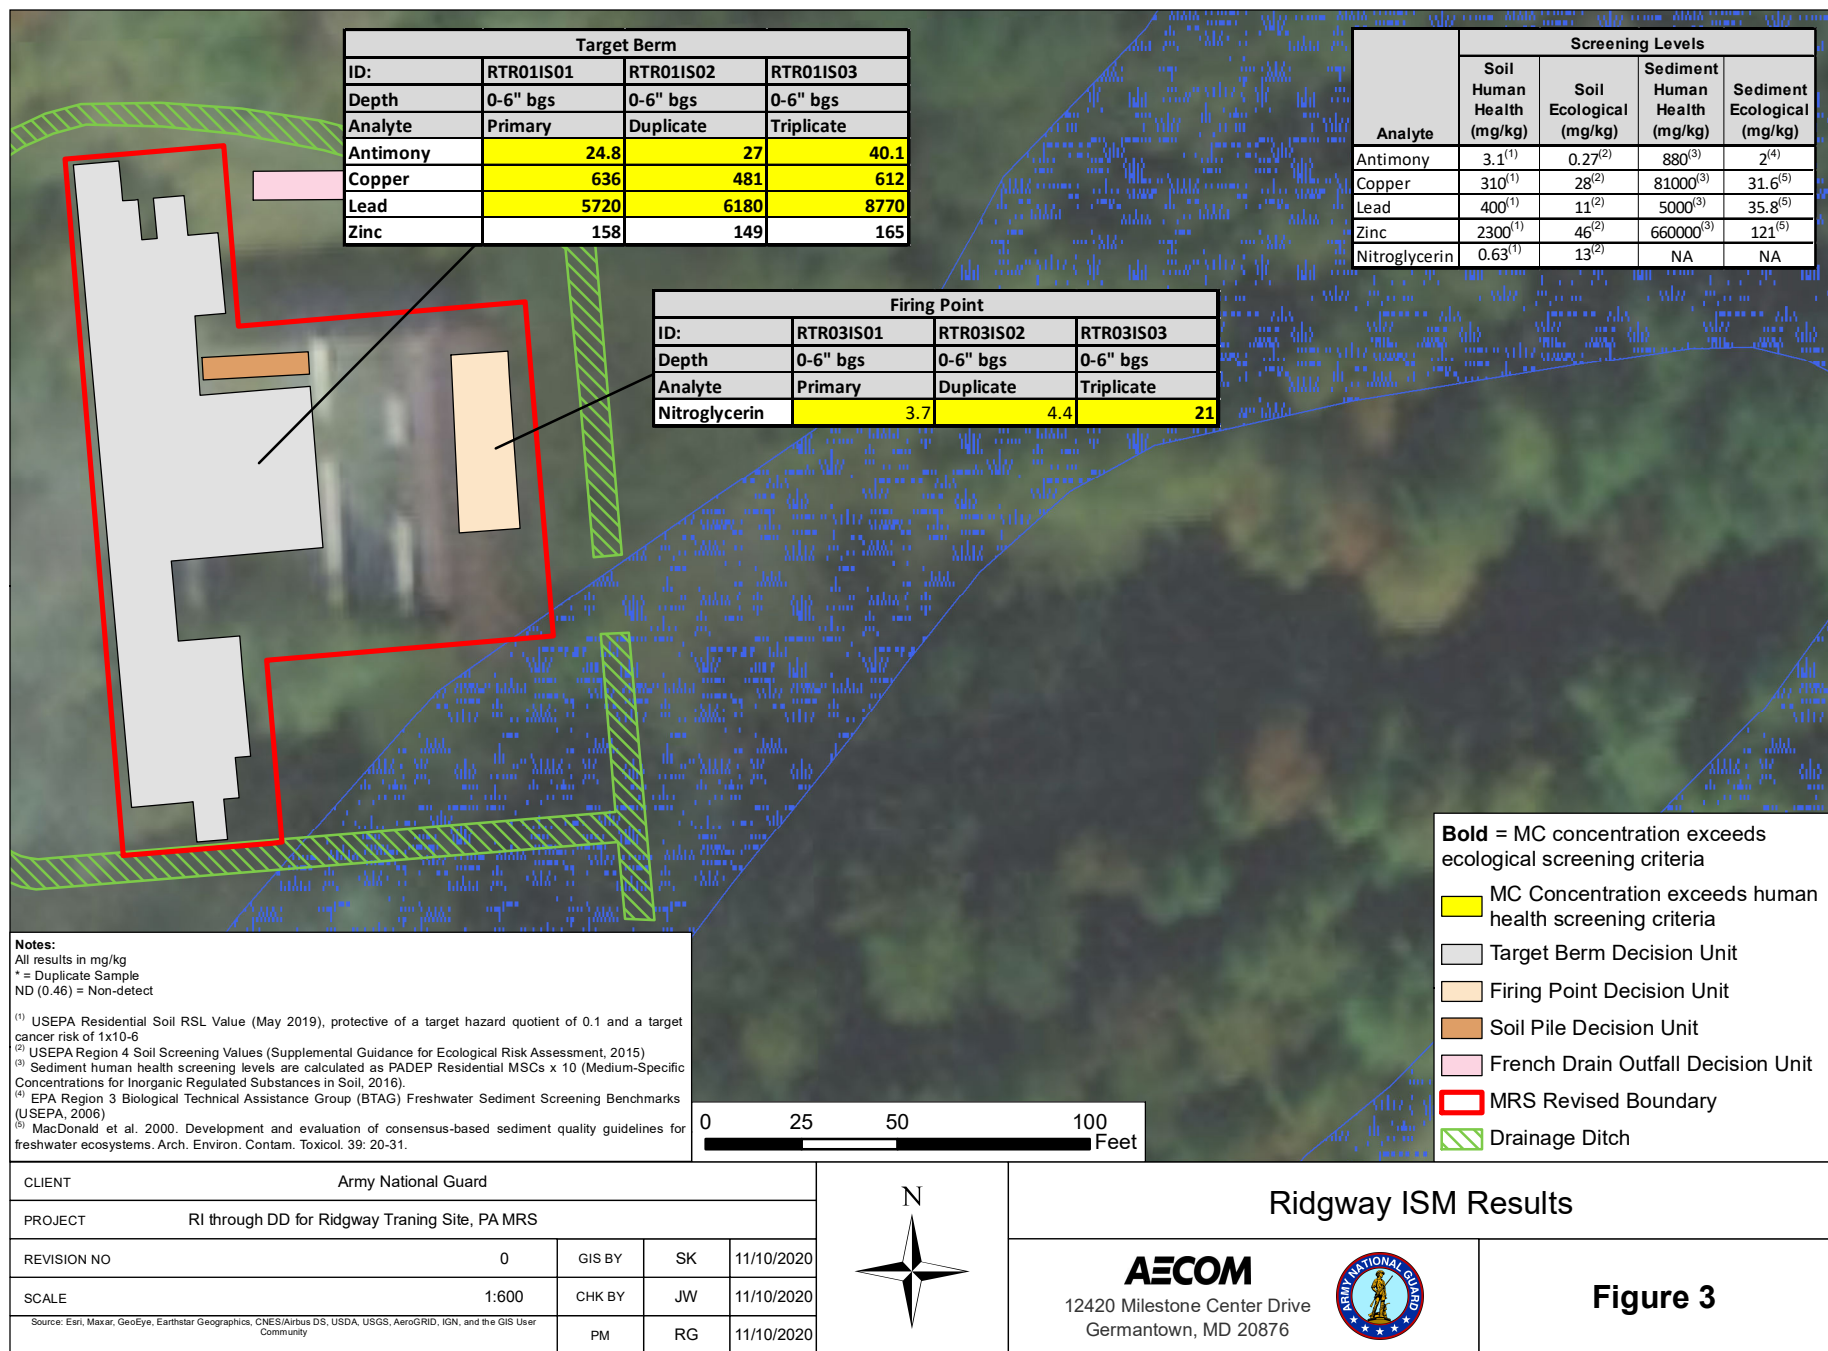 Target Berm
ID: RTR01IS01 RTR01IS02 RTR01IS03
Depth 0-6" bgs 0-6" bgs 0-6" bgs
Analyte Primary Duplicate Triplicate
Antimony 24.8 27 40.1
Copper 636 481 612
Lead 5720 6180 8770
Zinc 158 149 165
Screening Levels
Analyte
Soil Human Health (mg/kg)
Soil Ecological (mg/kg)
Sediment Human Health (mg/kg)
Sediment Ecological (mg/kg)
Antimony 3.1(1) 0.27(2) 880(3) 2(4)
Copper 310(1) 28(2) 81000(3) 31.6(5)
Lead 400(1) 11(2) 5000(3) 35.8(5)
Zinc 2300(1) 46(2) 660000(3) 121(5)
Nitroglycerin 0.63(1) 13(2) NA NA
Firing Point
ID: RTR03IS01 RTR03IS02 RTR03IS03
Depth 0-6" bgs 0-6" bgs 0-6" bgs
Analyte Primary Duplicate Triplicate
Nitroglycerin 3.7 4.4 21
Bold = MC concentration exceeds
ecological screening criteria
MC Concentration exceeds human
health screening criteria
Target Berm Decision Unit
Firing Point Decision Unit
Soil Pile Decision Unit
French Drain Outfall Decision Unit
MRS Revised Boundary
Drainage Ditch
Notes:
All results in mg/kg
* = Duplicate Sample
ND (0.46) = Non-detect
(1) USEPA Residential Soil RSL Value (May 2019), protective of a target hazard quotient of 0.1 and a target
cancer risk of 1x10-6
(2) USEPA Region 4 Soil Screening Values (Supplemental Guidance for Ecological Risk Assessment, 2015)
(3) Sediment human health screening levels are calculated as PADEP Residential MSCs x 10 (Medium-Specific
Concentrations for Inorganic Regulated Substances in Soil, 2016).
(4) EPA Region 3 Biological Technical Assistance Group (BTAG) Freshwater Sediment Screening Benchmarks
(USEPA, 2006)
(5) MacDonald et al. 2000. Development and evaluation of consensus-based sediment quality guidelines for
freshwater ecosystems. Arch. Environ. Contam. Toxicol. 39: 20-31.
0 25 50 100
Feet
CLIENT Army National Guard
PROJECT RI through DD for Ridgway Traning Site, PA MRS
REVISION NO 0 GIS BY SK 11/10/2020
SCALE 1:600 CHK BY JW 11/10/2020
Source: Esri, Maxar, GeoEye, Earthstar Geographics, CNES/Airbus DS, USDA, USGS, AeroGRID, IGN, and the GIS User
Community
PM RG 11/10/2020
N
Ridgway ISM Results
AECOM
12420 Milestone Center Drive
Germantown, MD 20876
ARMY NATIONAL GUARD
Figure 3